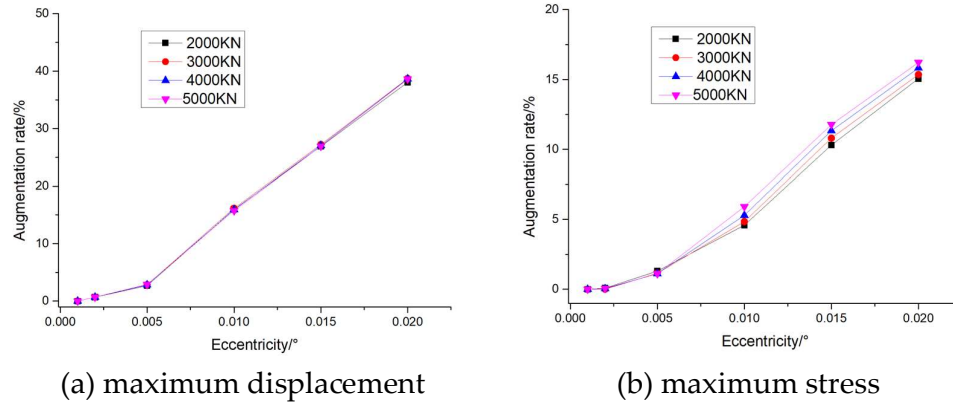 50
40
30
20
10
0
Augmentation rate/%
2000KN
3000KN
4000KN
5000KN
0.000 0.005 0.010 0.015 0.020
Eccentricity/°
(a) maximum displacement
20
15
10
5
0
Augmentation rate/%
2000KN
3000KN
4000KN
5000KN
0.000 0.005 0.010 0.015 0.020
Eccentricity/°
(b) maximum stress